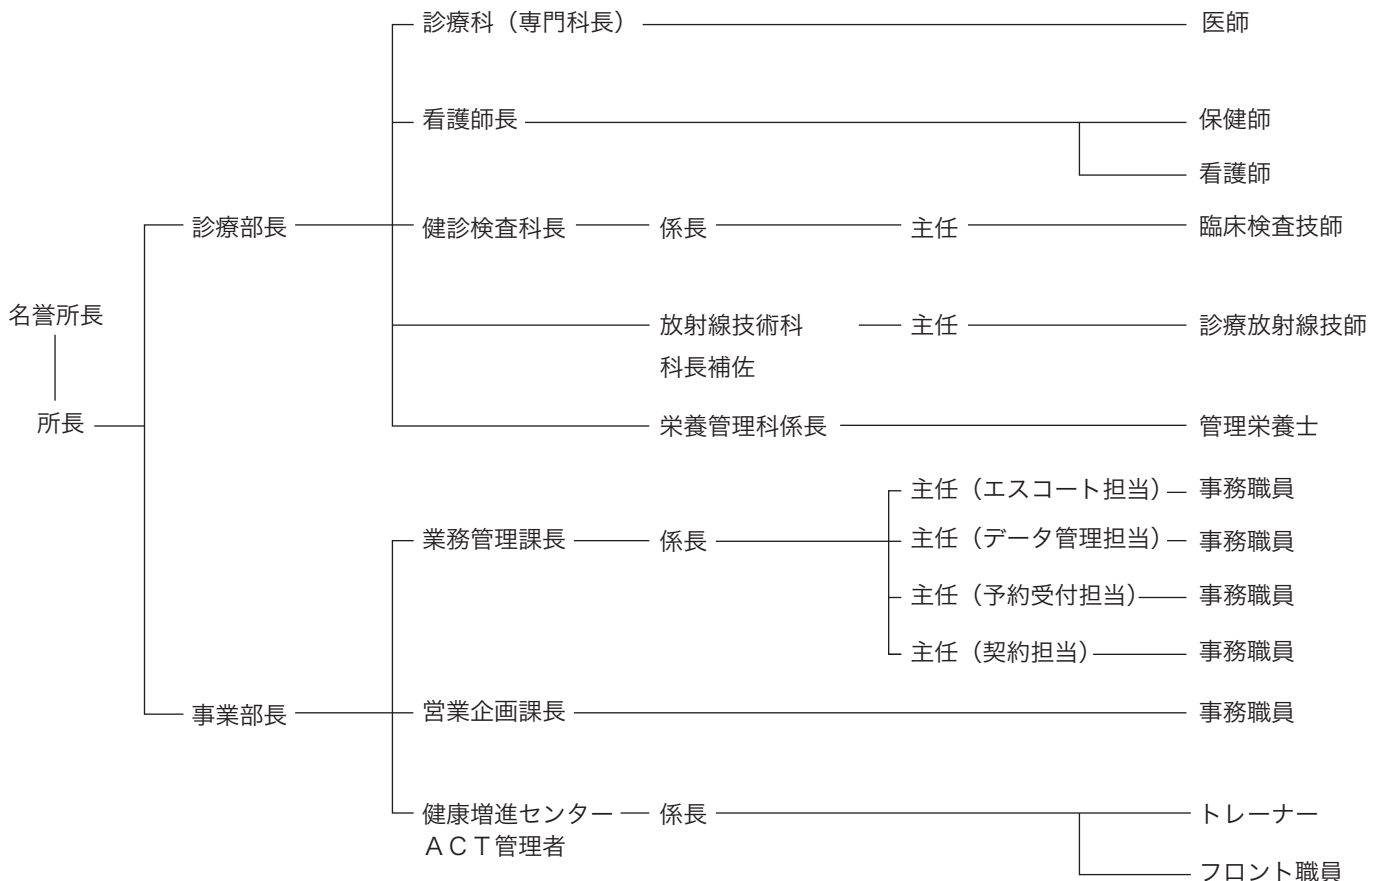 診療科（専門科長） 医師
看護師長 保健師
看護師
診療部長 健診検査科長 係長 主任 臨床検査技師
名誉所長 放射線技術科 主任 診療放射線技師
科長補佐
所長 栄養管理科係長 管理栄養士
主任（エスコート担当） 事務職員
業務管理課長 係長 主任（データ管理担当） 事務職員
主任（予約受付担当） 事務職員
主任（契約担当） 事務職員
事業部長 営業企画課長 事務職員
健康増進センター 係長 トレーナー
ＡＣＴ管理者
フロント職員